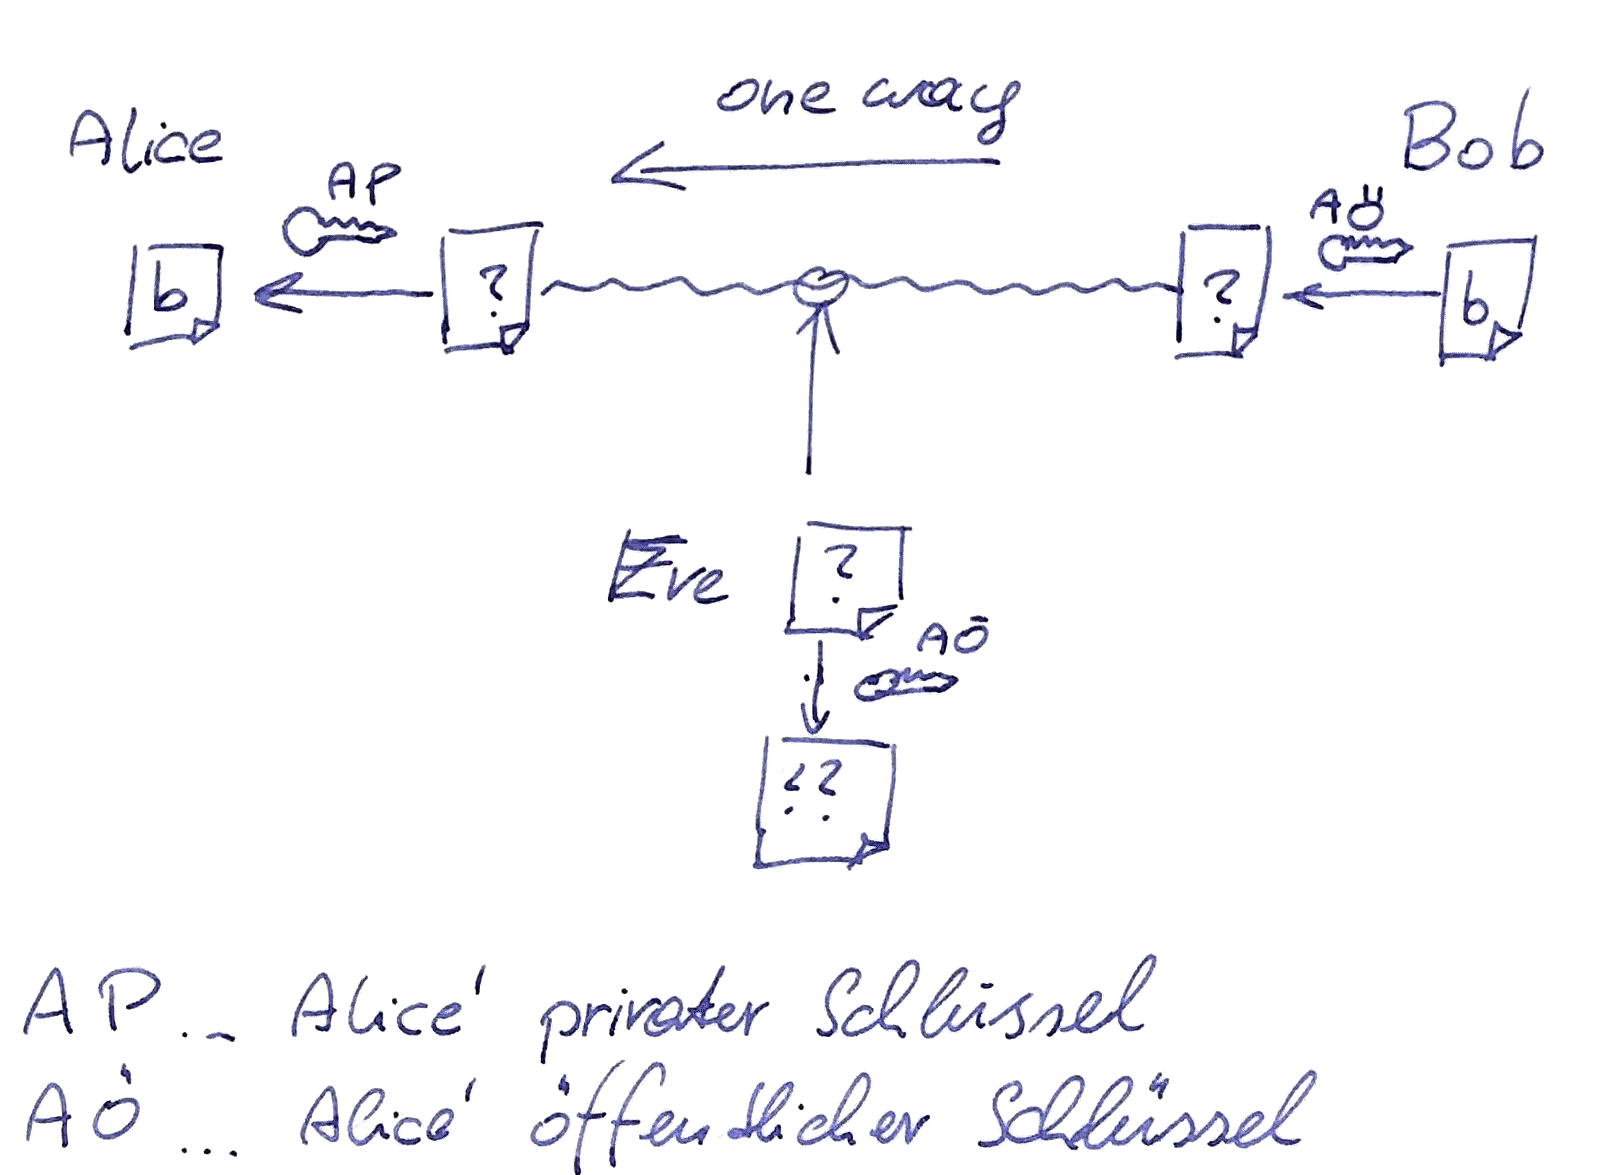 one way
Alice
Bob
AP
AÖ
b
?
?
b
Eve
?
AÖ
??
AP... Alice' privater Schlüssel
AÖ... Alice' öffentlicher Schlüssel